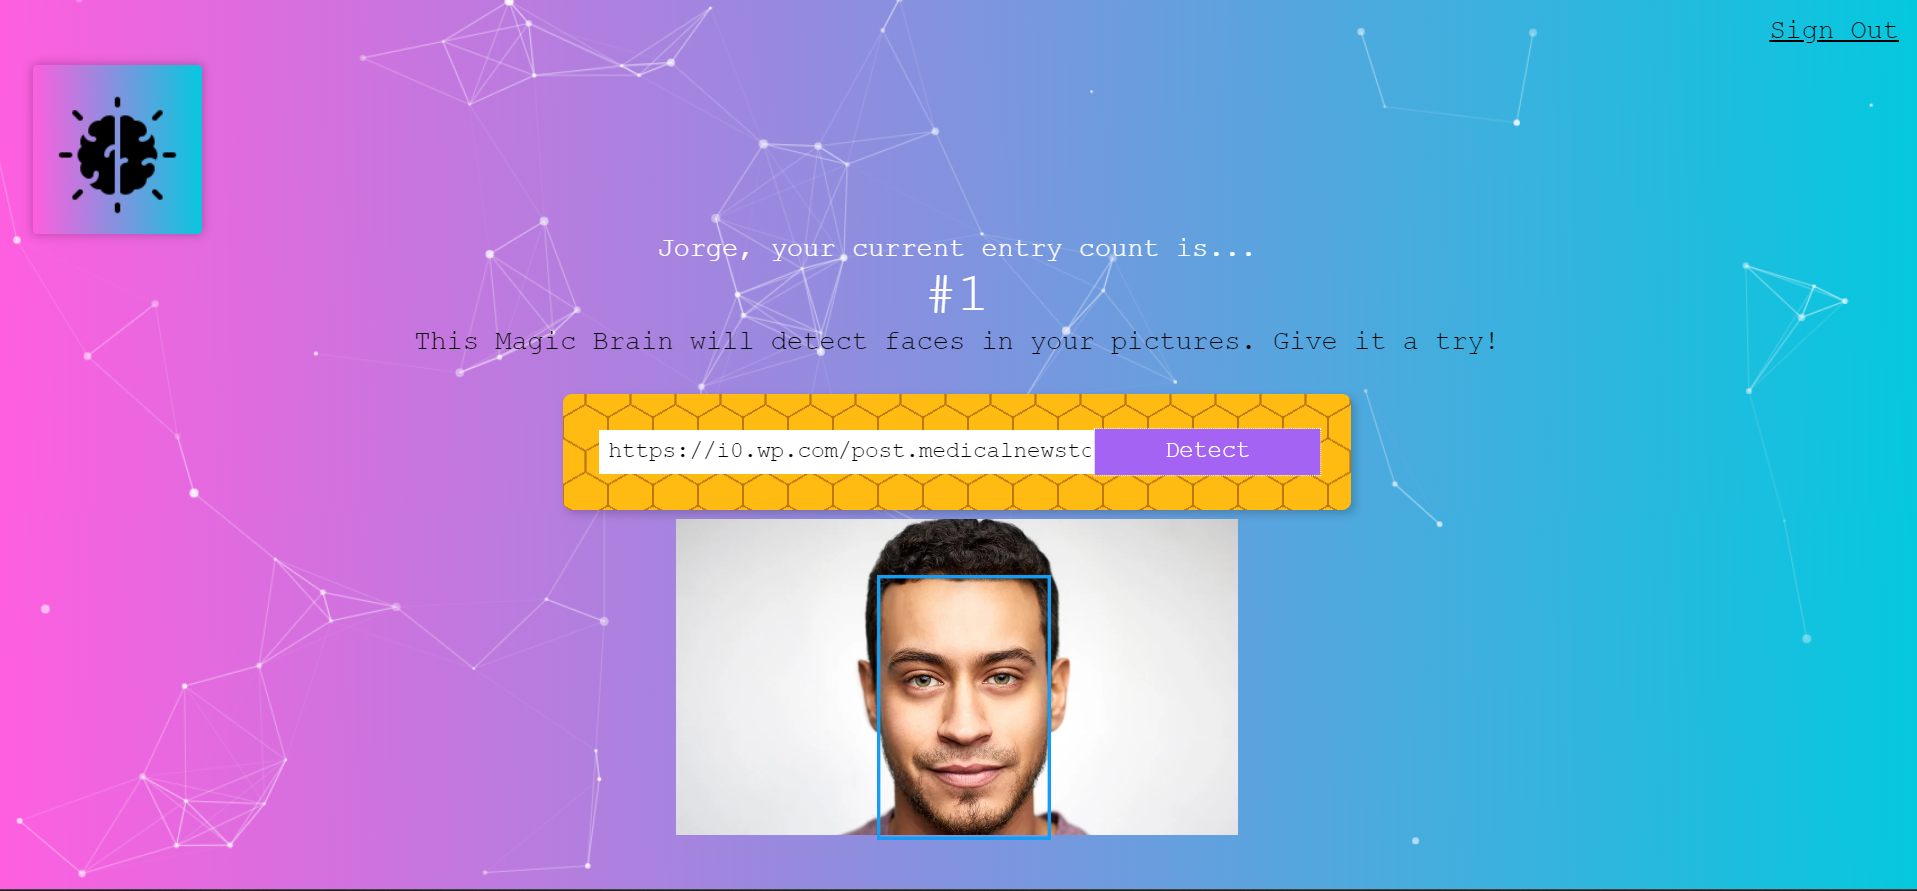 Sign Out
Jorge, your current entry count is...
#1
This Magic Brain will detect faces in your pictures. Give it a try!
https://i0.wp.com/post.medicalnewsto
Detect